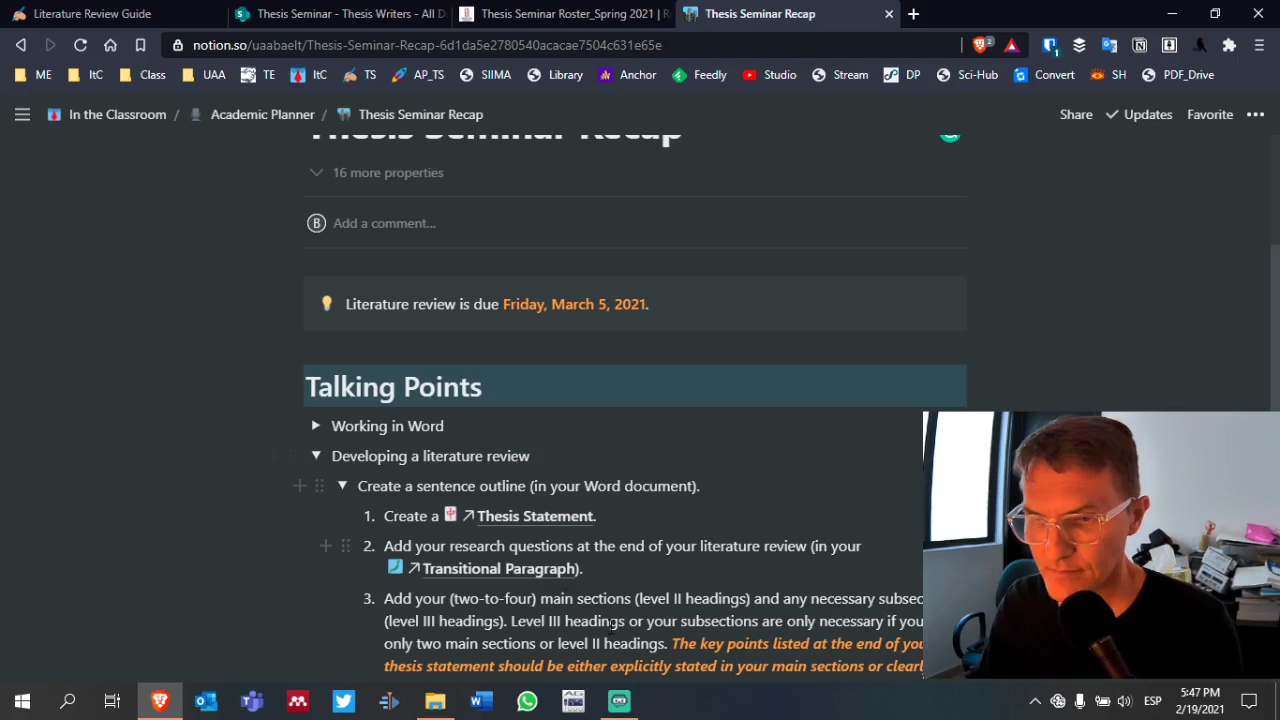 Literature Review Guide
Thesis Seminar - Thesis Writers - All D
Thesis Seminar Roster_Spring 2021 | R
Thesis Seminar Recap
notion.so/uaabaelt/Thesis-Seminar-Recap-6d1da5e2780540acacae7504c631e65e
2
ME
ItC
Class
UAA
TE
ItC
TS
AP_TS
SIIMA
Library
Anchor
Feedly
Studio
Stream
DP
Sci-Hub
Convert
SH
PDF_Drive
In the Classroom / Academic Planner / Thesis Seminar Recap
Share Updates Favorite
Thesis Seminar Recap
16 more properties
B Add a comment...
Literature review is due Friday, March 5, 2021.
Talking Points
Working in Word
Developing a literature review
Create a sentence outline (in your Word document).
1. Create a Thesis Statement.
2. Add your research questions at the end of your literature review (in your
Transitional Paragraph).
3. Add your (two-to-four) main sections (level II headings) and any necessary subsec
(level III headings). Level III headings or your subsections are only necessary if you
only two main sections or level II headings. The key points listed at the end of you
thesis statement should be either explicitly stated in your main sections or clearl
ESP
5:47 PM
2/19/2021